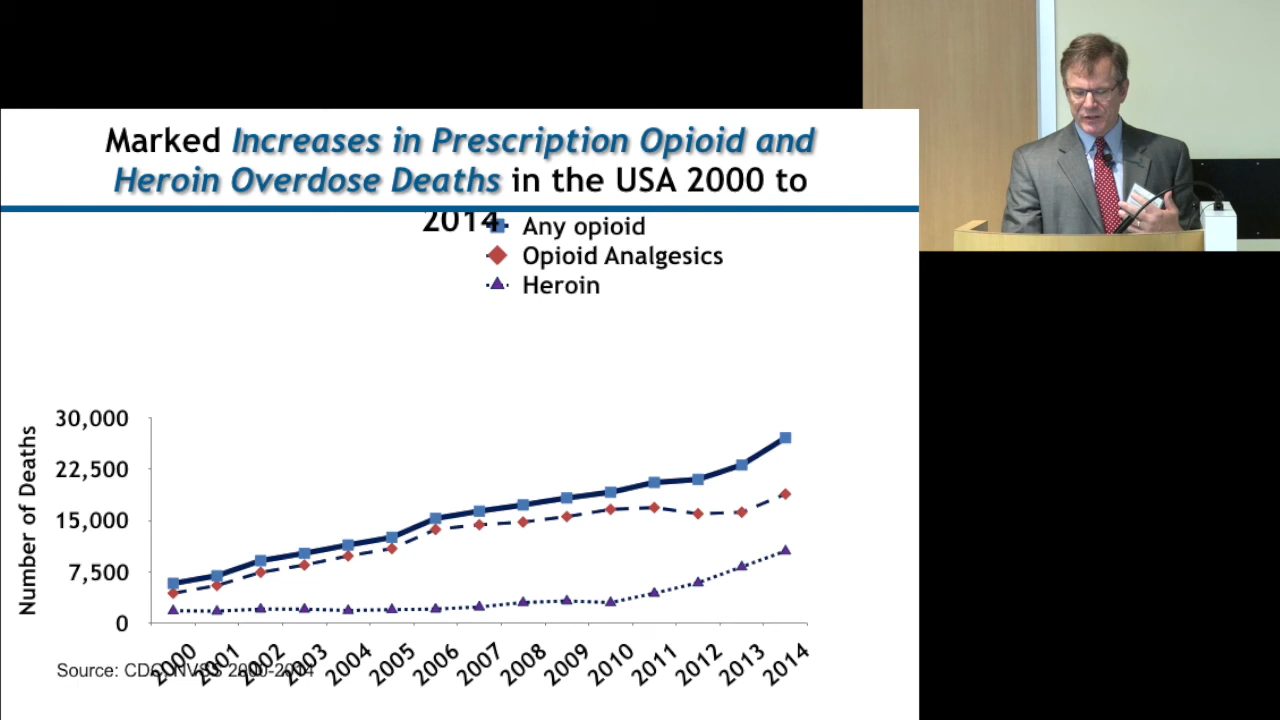 Marked Increases in Prescription Opioid and
Heroin Overdose Deaths in the USA 2000 to
2014
Any opioid
Opioid Analgesics
Heroin
Number of Deaths
30,000
22,500
15,000
7,500
0
2000 2001 2002 2003 2004 2005 2006 2007 2008 2009 2010 2011 2012 2013 2014
Source: CDC, NVSS 2000-2014